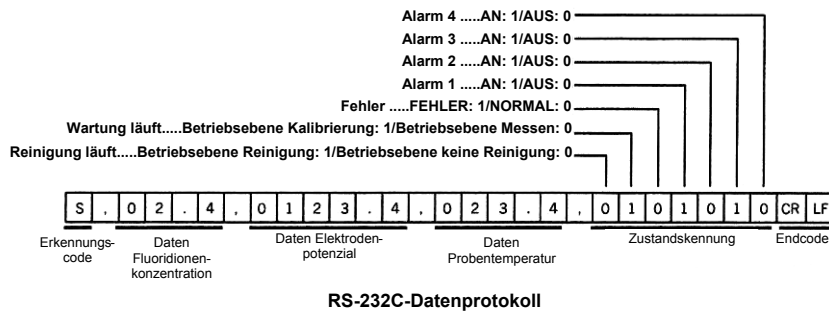 Alarm 4 .....AN: 1/AUS: 0
Alarm 3 .....AN: 1/AUS: 0
Alarm 2 .....AN: 1/AUS: 0
Alarm 1 .....AN: 1/AUS: 0
Fehler .....FEHLER: 1/NORMAL: 0
Wartung läuft.....Betriebsebene Kalibrierung: 1/Betriebsebene Messen: 0
Reinigung läuft.....Betriebsebene Reinigung: 1/Betriebsebene keine Reinigung: 0
S , 0 2 . 4 , 0 1 2 3 . 4 , 0 2 3 . 4 , 0 1 0 1 0 1 0 CR LF
Erkennungs-
code
Daten
Fluoridionen-
konzentration
Daten Elektroden-
potenzial
Daten
Probentemperatur
Zustandskennung
Endcode
RS-232C-Datenprotokoll